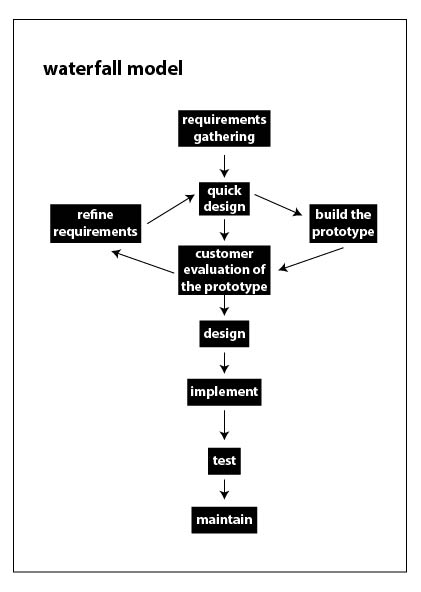 waterfall model
requirements
gathering
quick
design
refine
requirements
build the
prototype
customer
evaluation of
the prototype
design
implement
test
maintain